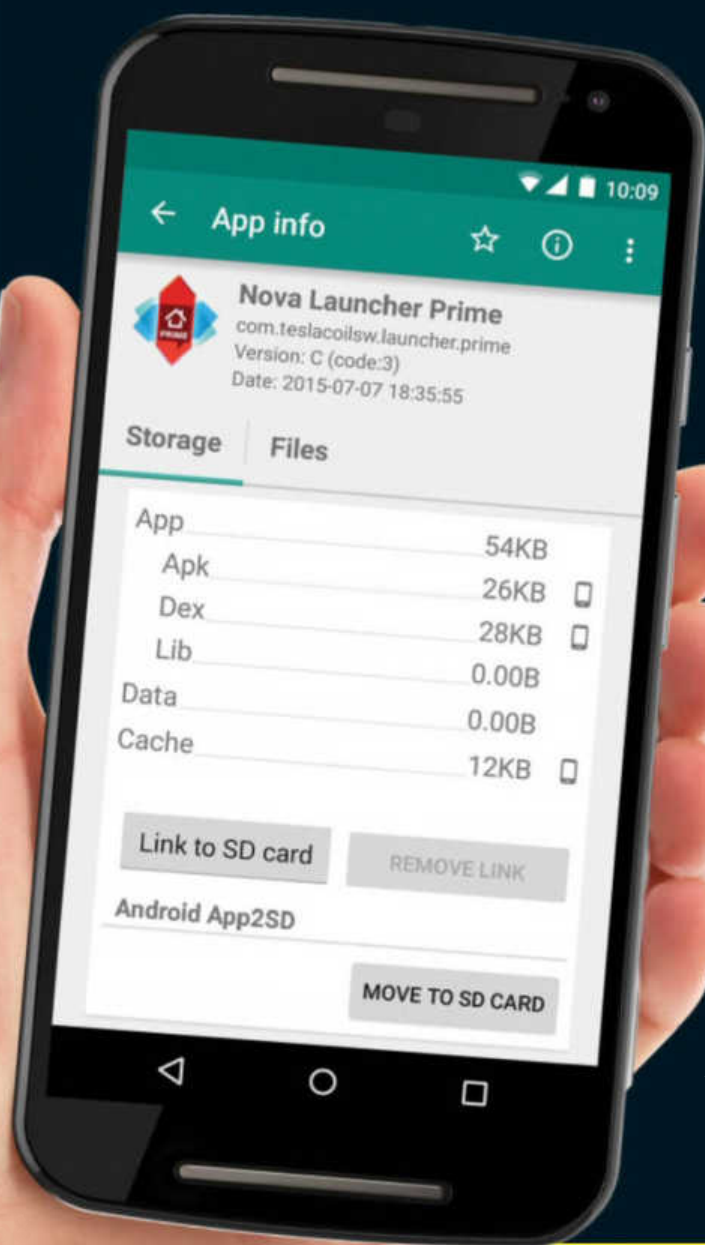 10:09
App info
PRIME
Nova Launcher Prime
com.teslacoilsw.launcher.prime
Version: C (code:3)
Date: 2015-07-07 18:35:55
Storage
Files
App 54KB
Apk 26KB
Dex 28KB
Lib 0.00B
Data 0.00B
Cache 12KB
Link to SD card
REMOVE LINK
Android App2SD
MOVE TO SD CARD